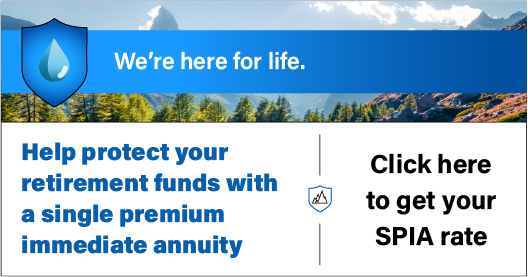 We're here for life.
Help protect your
retirement funds with
a single premium
immediate annuity
Click here
to get your
SPIA rate